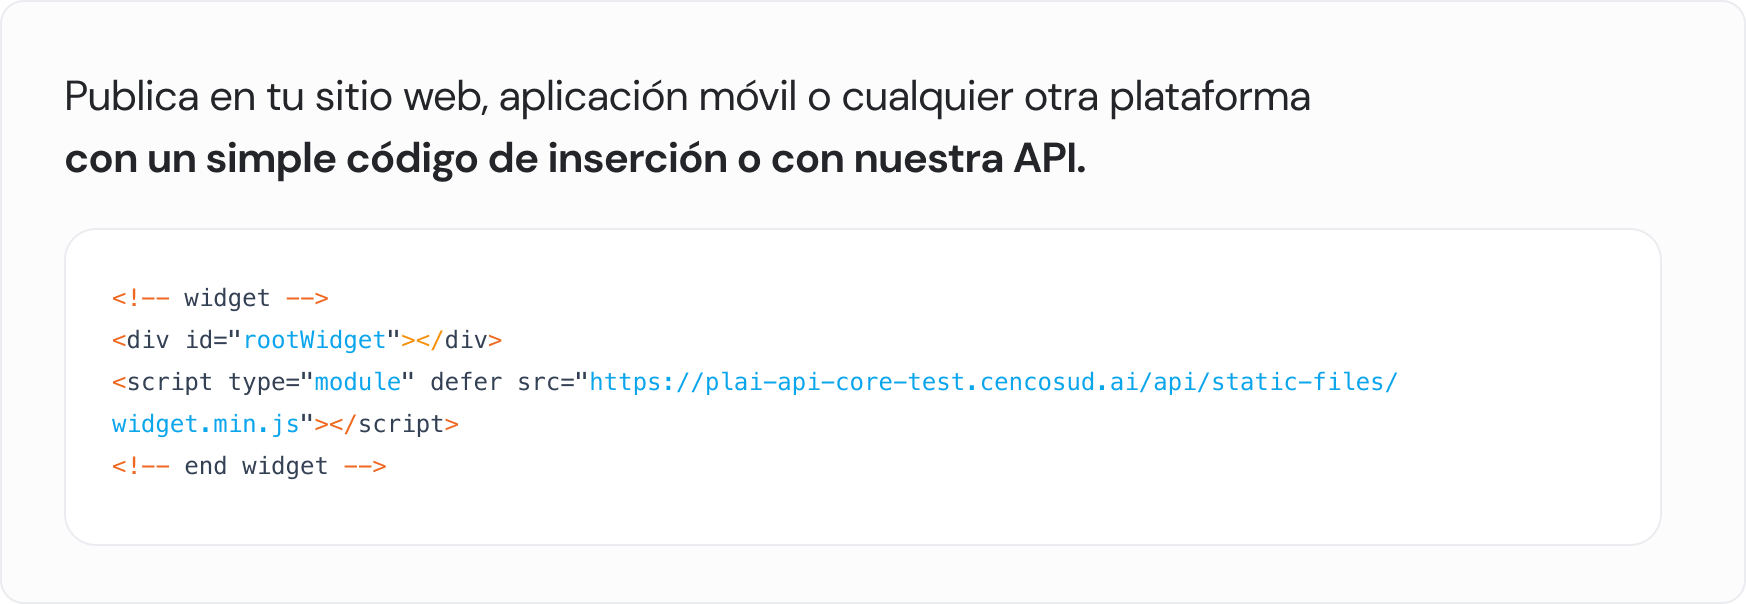 Publica en tu sitio web, aplicación móvil o cualquier otra plataforma
con un simple código de inserción o con nuestra API.
<!-- widget -->
<div id="rootWidget"></div>
<script type="module" defer src="https://plai-api-core-test.cencosud.ai/api/static-files/
widget.min.js"></script>
<!-- end widget -->